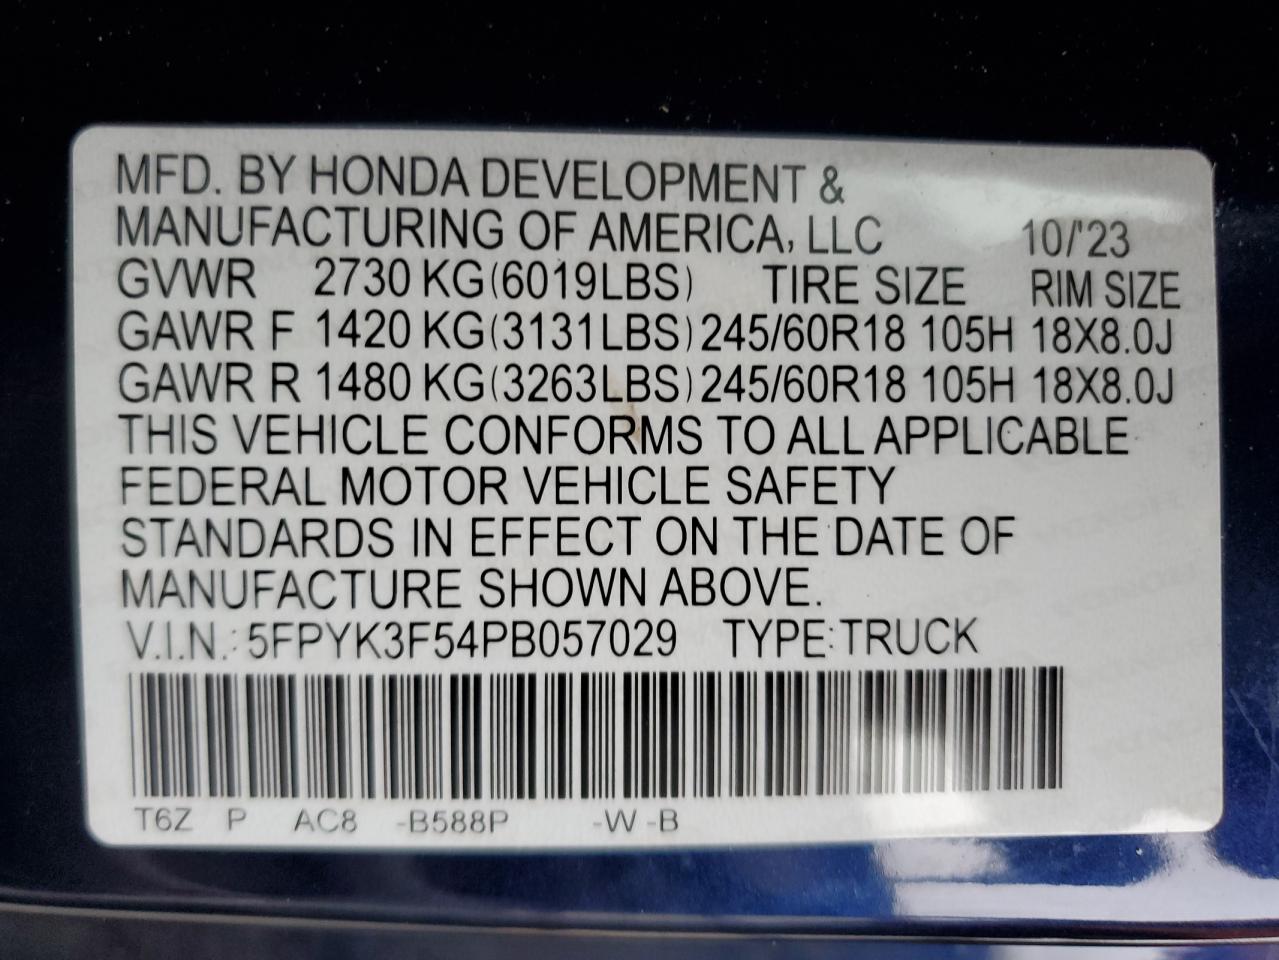 MFD. BY HONDA DEVELOPMENT &
MANUFACTURING OF AMERICA, LLC 10/'23
GVWR 2730 KG(6019LBS) TIRE SIZE RIM SIZE
GAWR F 1420 KG(3131LBS) 245/60R18 105H 18X8.0J
GAWR R 1480 KG(3263LBS) 245/60R18 105H 18X8.0J
THIS VEHICLE CONFORMS TO ALL APPLICABLE
FEDERAL MOTOR VEHICLE SAFETY
STANDARDS IN EFFECT ON THE DATE OF
MANUFACTURE SHOWN ABOVE.
V.I.N.: 5FPYK3F54PB057029 TYPE:TRUCK
T6Z P AC8 -B588P -W -B